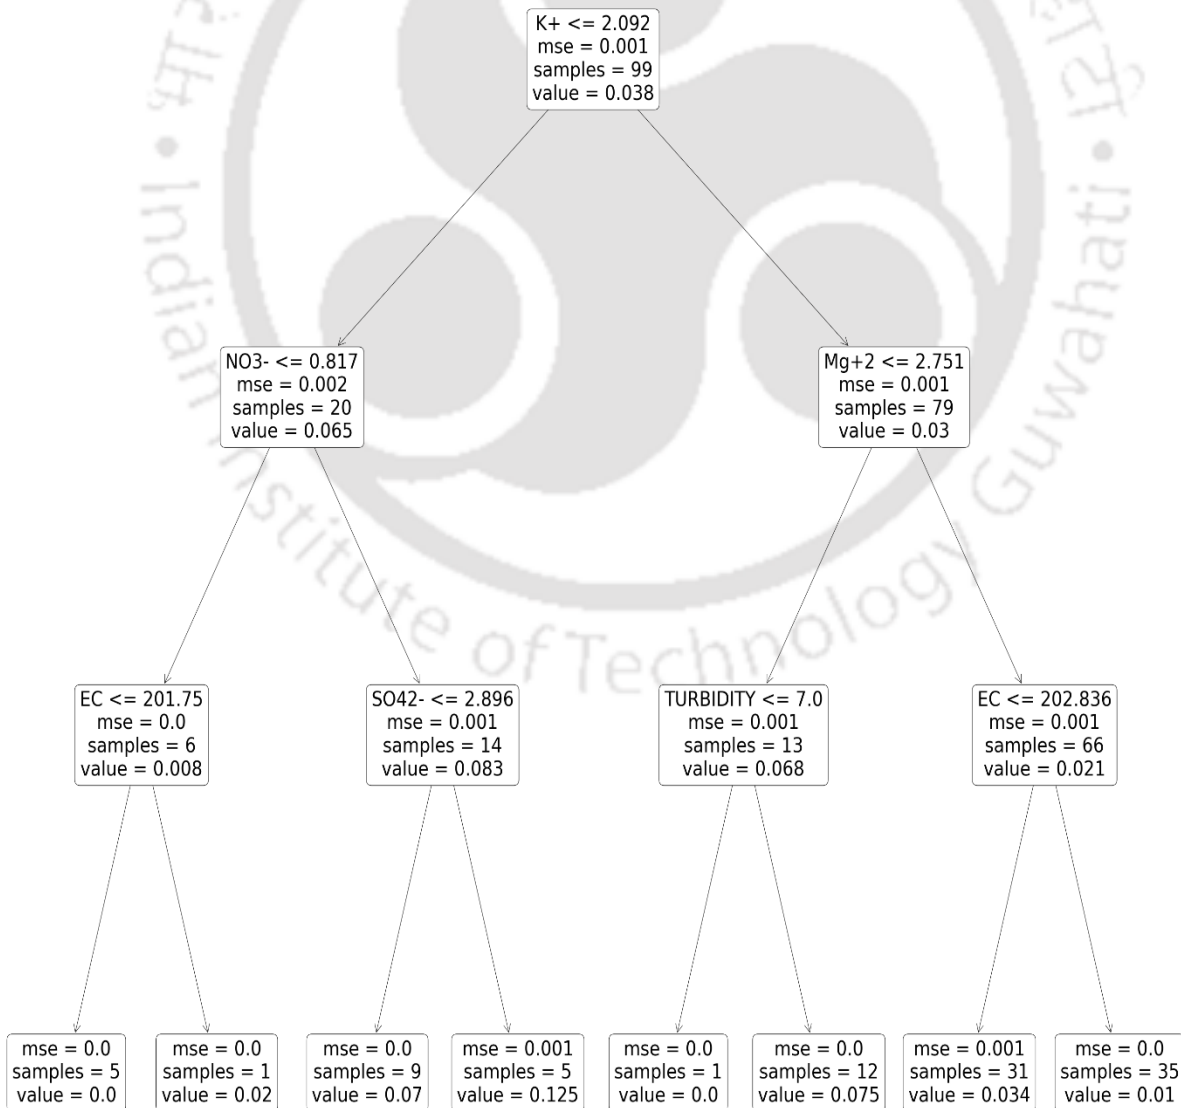 K+ <= 2.092
mse = 0.001
samples = 99
value = 0.038
NO3- <= 0.817
mse = 0.002
samples = 20
value = 0.065
Mg+2 <= 2.751
mse = 0.001
samples = 79
value = 0.03
EC <= 201.75
mse = 0.0
samples = 6
value = 0.008
SO42- <= 2.896
mse = 0.001
samples = 14
value = 0.083
TURBIDITY <= 7.0
mse = 0.001
samples = 13
value = 0.068
EC <= 202.836
mse = 0.001
samples = 66
value = 0.021
mse = 0.0
samples = 5
value = 0.0
mse = 0.0
samples = 1
value = 0.02
mse = 0.0
samples = 9
value = 0.07
mse = 0.001
samples = 5
value = 0.125
mse = 0.0
samples = 1
value = 0.0
mse = 0.0
samples = 12
value = 0.075
mse = 0.001
samples = 31
value = 0.034
mse = 0.0
samples = 35
value = 0.01
• Indian Institute of Technology Guwahati •